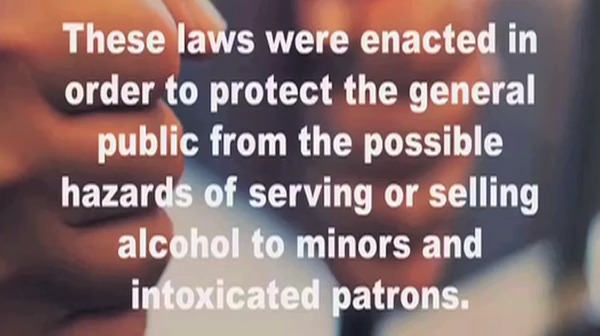 These laws were enacted in
order to protect the general
public from the possible
hazards of serving or selling
alcohol to minors and
intoxicated patrons.